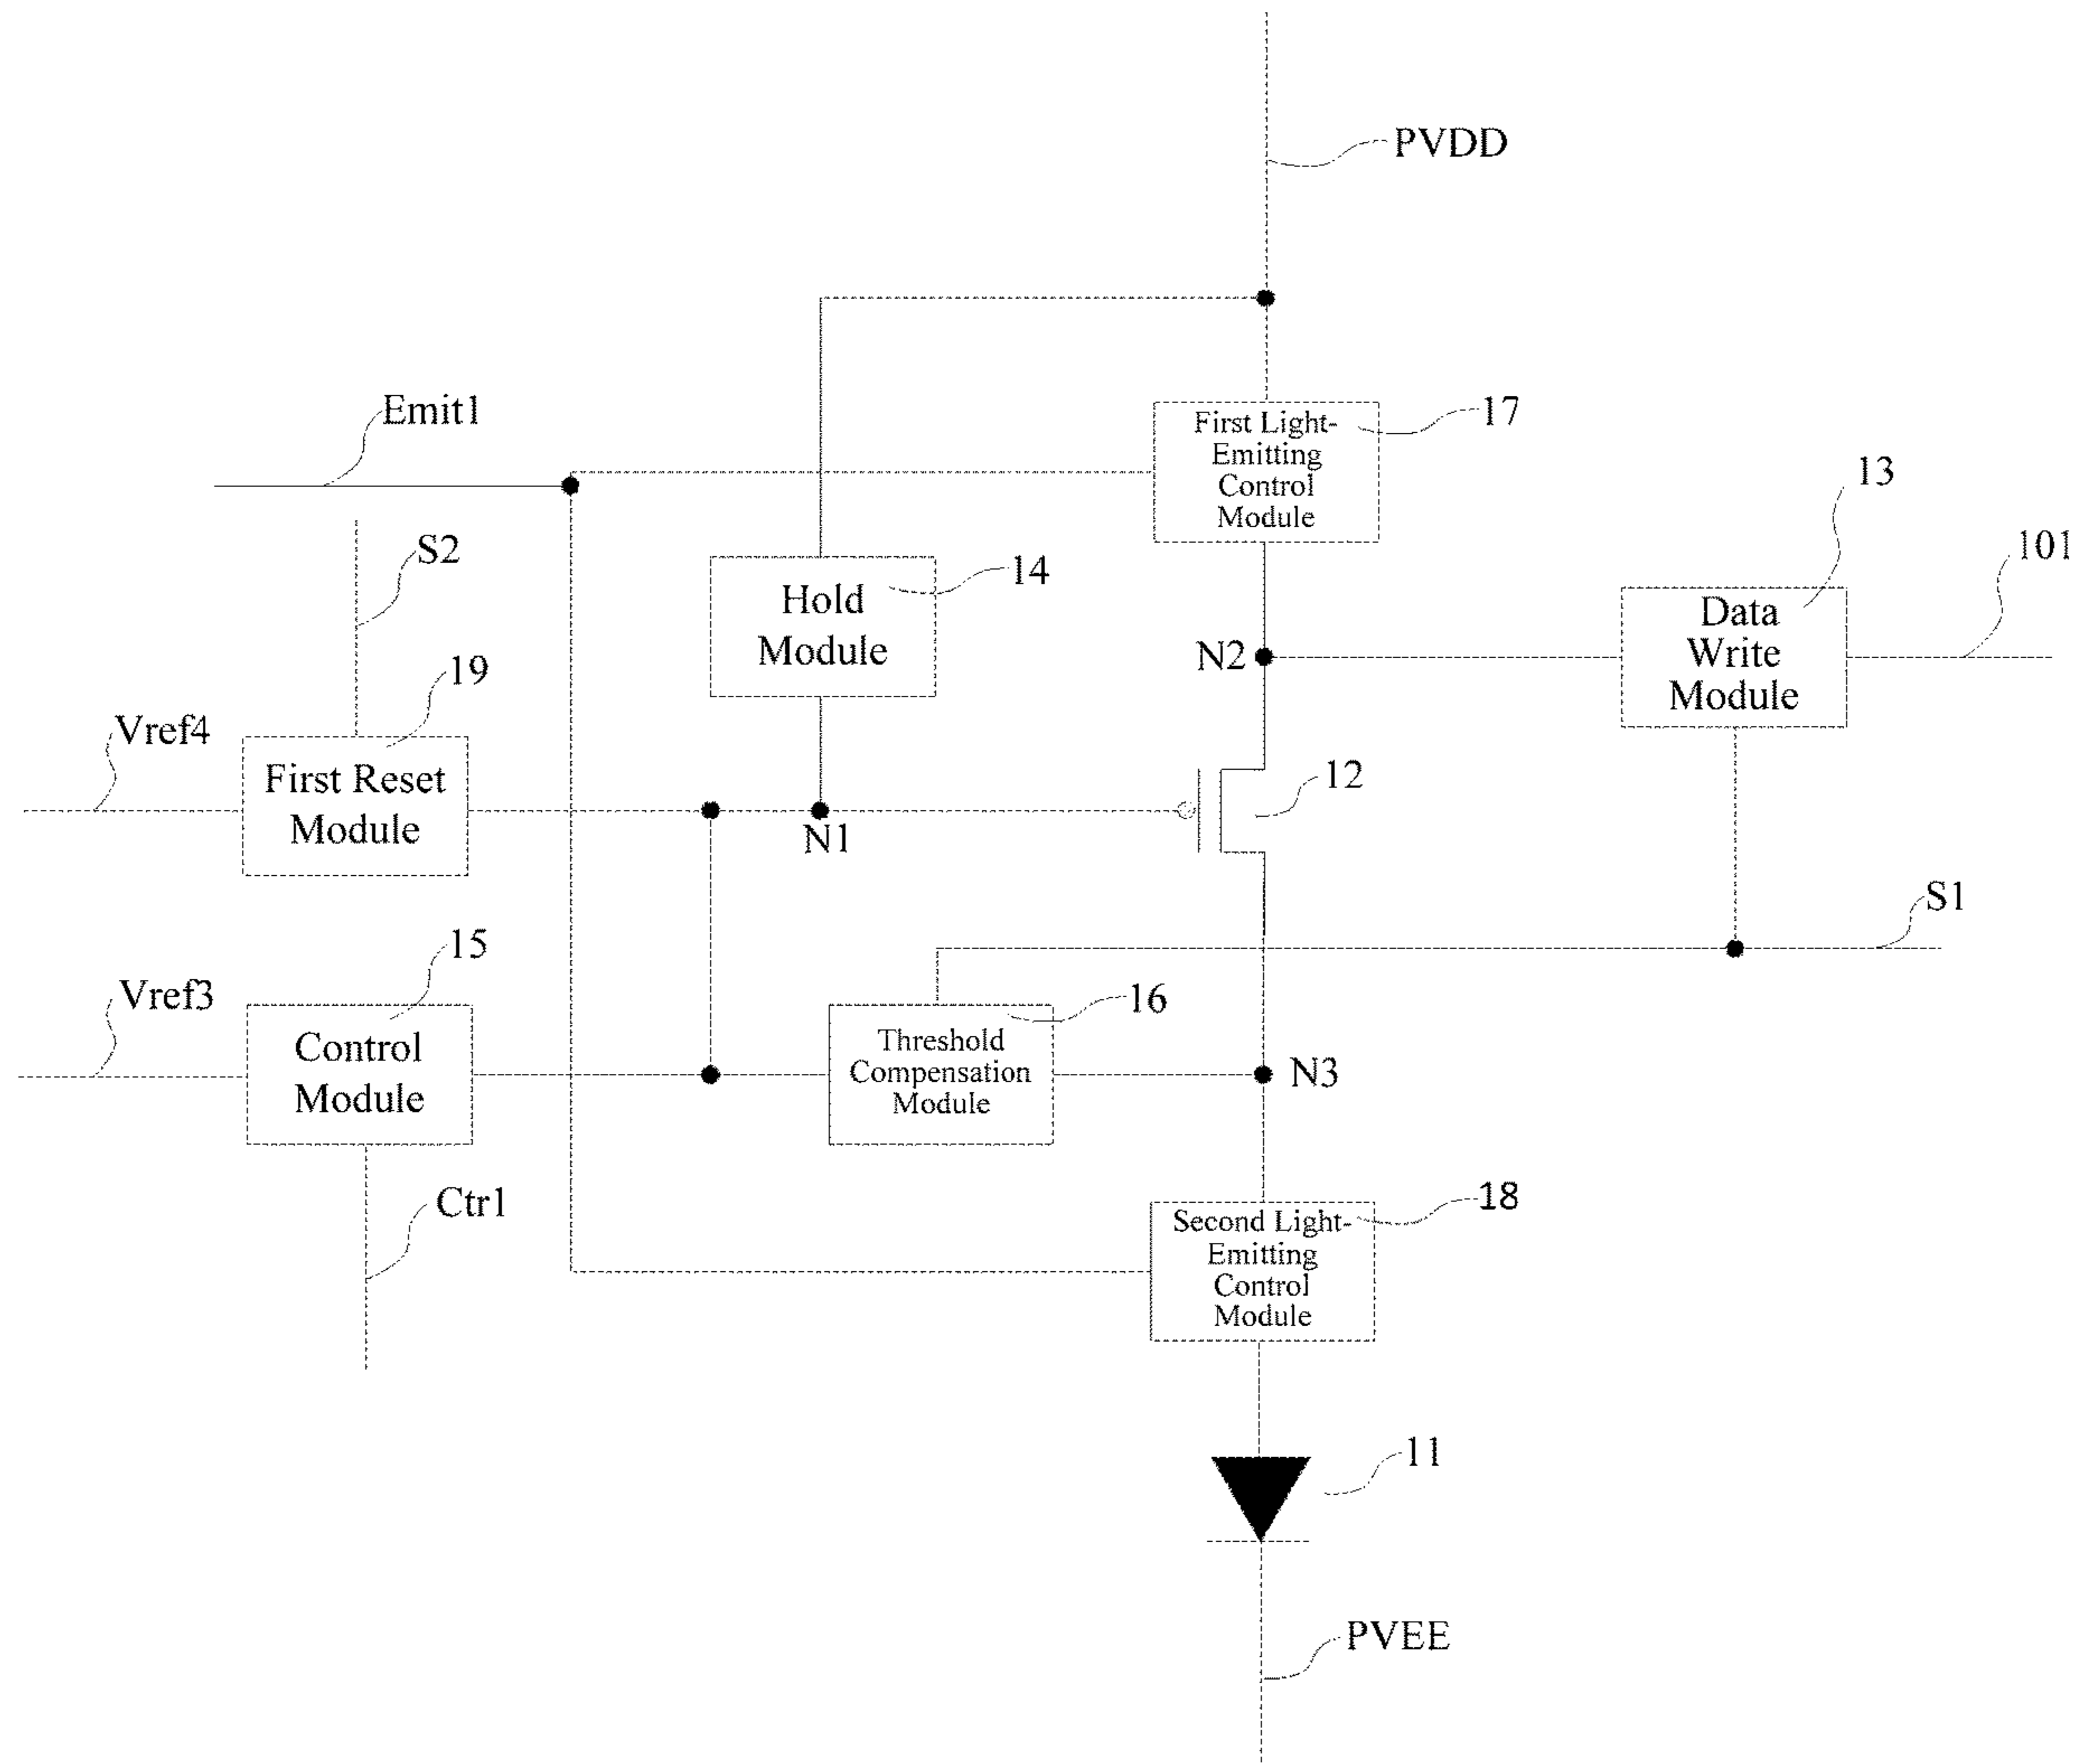 PVDD
Emit1
First Light-
Emitting
Control
Module
17
13
S2
14
Hold
Module
101
Data
Write
Module
N2
19
Vref4
First Reset
Module
12
N1
S1
15
Vref3
Control
Module
16
Threshold
Compensation
Module
N3
Ctr1
18
Second Light-
Emitting
Control
Module
11
PVEE